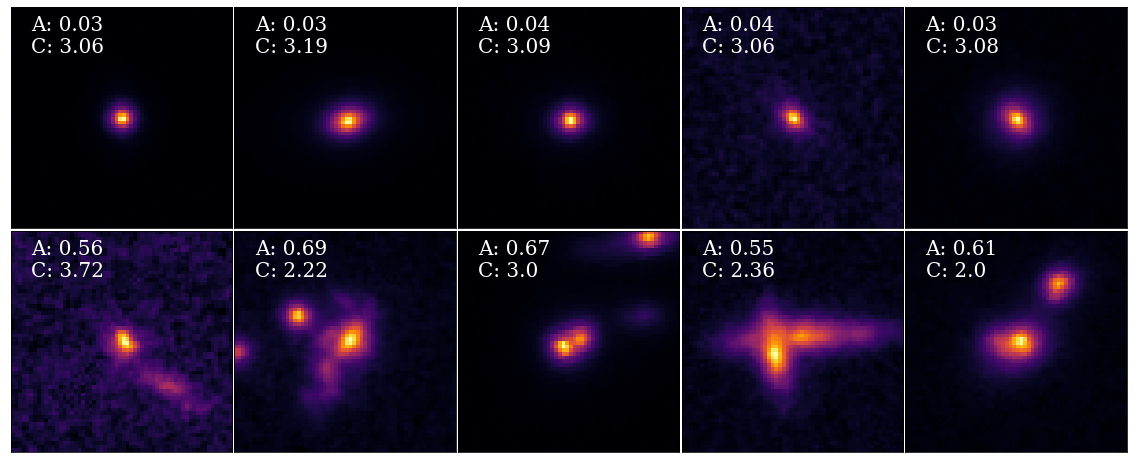 A: 0.03
C: 3.06
A: 0.03
C: 3.19
A: 0.04
C: 3.09
A: 0.04
C: 3.06
A: 0.03
C: 3.08
A: 0.56
C: 3.72
A: 0.69
C: 2.22
A: 0.67
C: 3.0
A: 0.55
C: 2.36
A: 0.61
C: 2.0